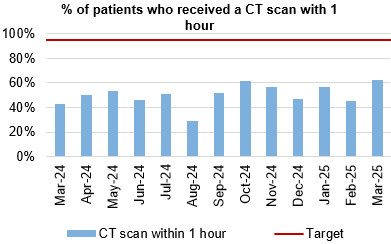 % of patients who received a CT scan with 1
hour
100%
80%
60%
40%
20%
0%
Mar-24
Apr-24
May-24
Jun-24
Jul-24
Aug-24
Sep-24
Oct-24
Nov-24
Dec-24
Jan-25
Feb-25
Mar-25
CT scan within 1 hour
Target